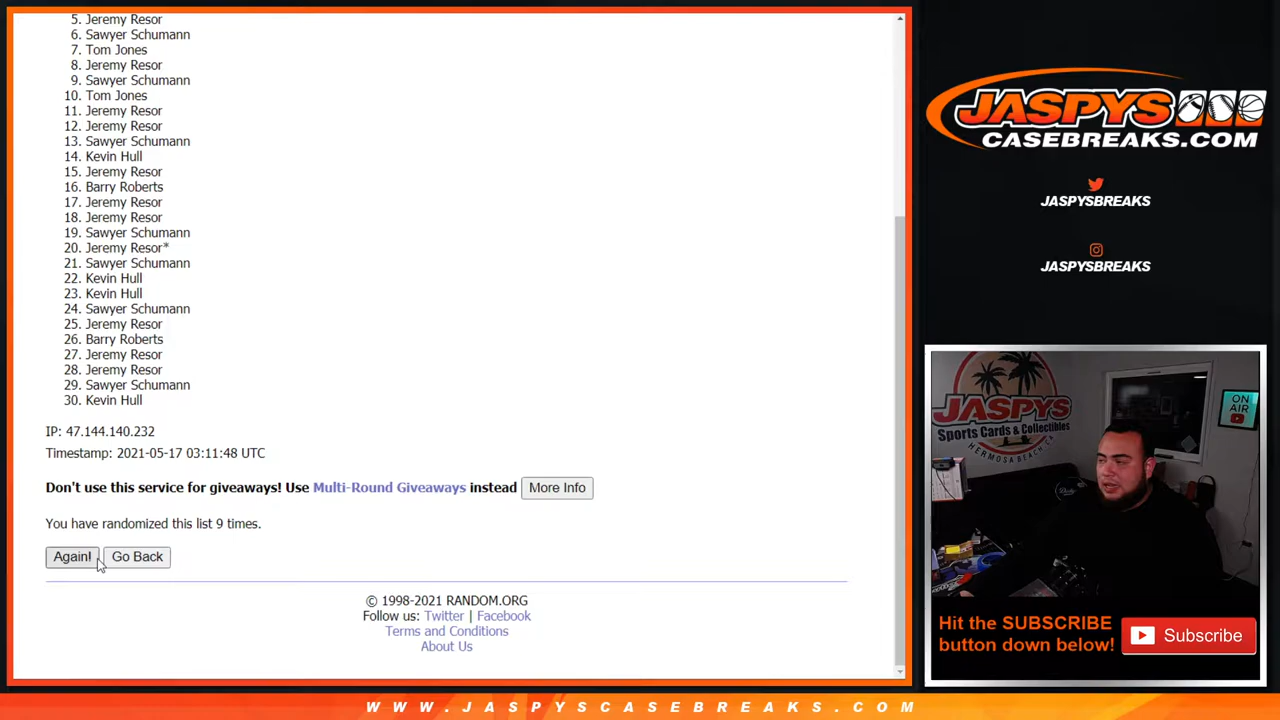 5. Jeremy Resor
6. Sawyer Schumann
7. Tom Jones
8. Jeremy Resor
9. Sawyer Schumann
10. Tom Jones
11. Jeremy Resor
12. Jeremy Resor
13. Sawyer Schumann
14. Kevin Hull
15. Jeremy Resor
16. Barry Roberts
17. Jeremy Resor
18. Jeremy Resor
19. Sawyer Schumann
20. Jeremy Resor*
21. Sawyer Schumann
22. Kevin Hull
23. Kevin Hull
24. Sawyer Schumann
25. Jeremy Resor
26. Barry Roberts
27. Jeremy Resor
28. Jeremy Resor
29. Sawyer Schumann
30. Kevin Hull
IP: 47.144.140.232
Timestamp: 2021-05-17 03:11:48 UTC
Don't use this service for giveaways! Use Multi-Round Giveaways instead More Info
You have randomized this list 9 times.
Again! Go Back
© 1998-2021 RANDOM.ORG
Follow us: Twitter | Facebook
Terms and Conditions
About Us
JASPYS
CASEBREAKS.COM
JASPYSBREAKS
JASPYSBREAKS
JASPYS
Sports Cards & Collectibles
HERMOSA BEACH, CA
ON
AIR
Hit the SUBSCRIBE
button down below!
Subscribe
WWW.JASPYSCASEBREAKS.COM